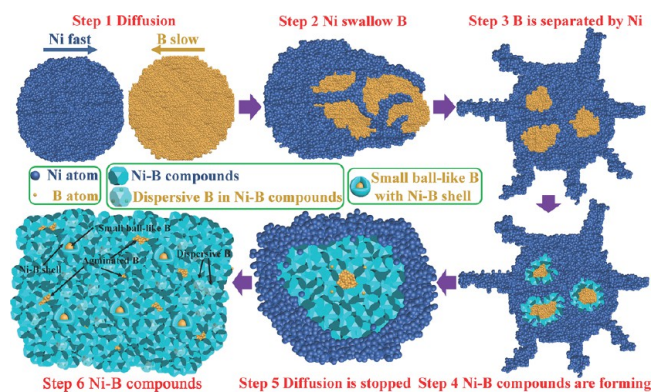 Step 1 Diffusion
Step 2 Ni swallow B
Step 3 B is separated by Ni
Ni fast
B slow
Ni atom
B atom
Ni-B compounds
Dispersive B in Ni-B compounds
Small ball-like B
with Ni-B shell
Small ball-like B
Ni-B shell
Agminated B
Dispersive B
Step 6 Ni-B compounds
Step 5 Diffusion is stopped
Step 4 Ni-B compounds are forming